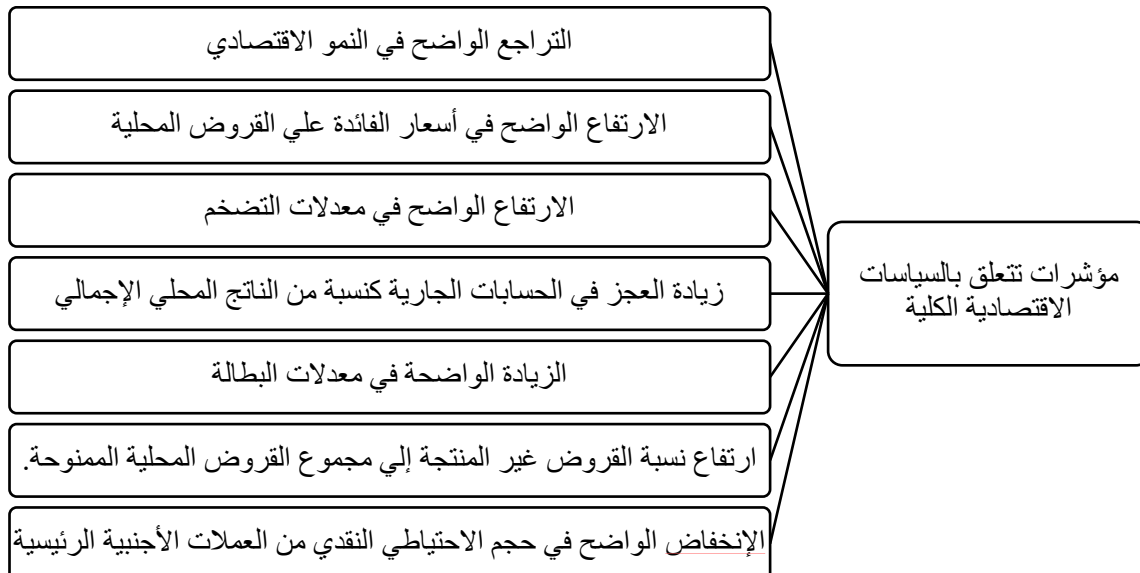 مؤشرات تتعلق بالسياسات
الاقتصادية الكلية
التراجع الواضح في النمو الاقتصادي
الارتفاع الواضح في أسعار الفائدة علي القروض المحلية
الارتفاع الواضح في معدلات التضخم
زيادة العجز في الحسابات الجارية كنسبة من الناتج المحلي الإجمالي
الزيادة الواضحة في معدلات البطالة
ارتفاع نسبة القروض غير المنتجة إلي مجموع القروض المحلية الممنوحة.
الإنخفاض الواضح في حجم الاحتياطي النقدي من العملات الأجنبية الرئيسية